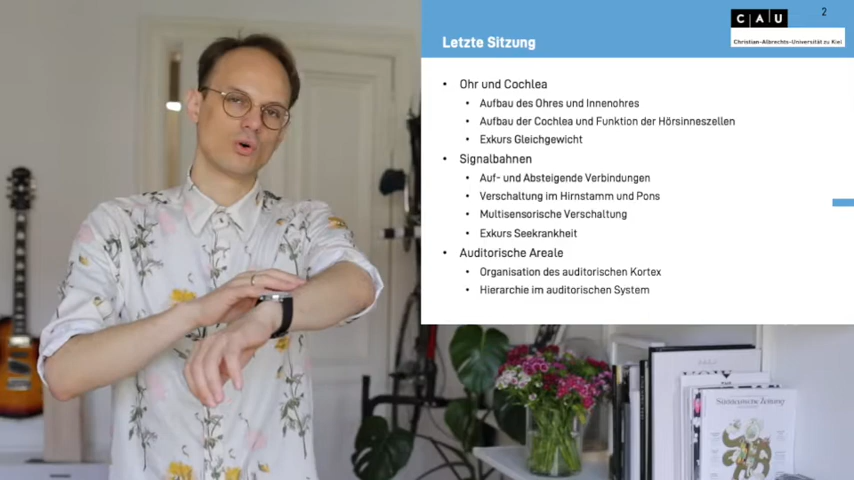 2
C A U
Christian-Albrechts-Universität zu Kiel
Letzte Sitzung
• Ohr und Cochlea
• Aufbau des Ohres und Innenohres
• Aufbau der Cochlea und Funktion der Hörsinneszellen
• Exkurs Gleichgewicht
• Signalbahnen
• Auf- und Absteigende Verbindungen
• Verschaltung im Hirnstamm und Pons
• Multisensorische Verschaltung
• Exkurs Seekrankheit
• Auditorische Areale
• Organisation des auditorischen Kortex
• Hierarchie im auditorischen System
Süddeutsche Zeitung